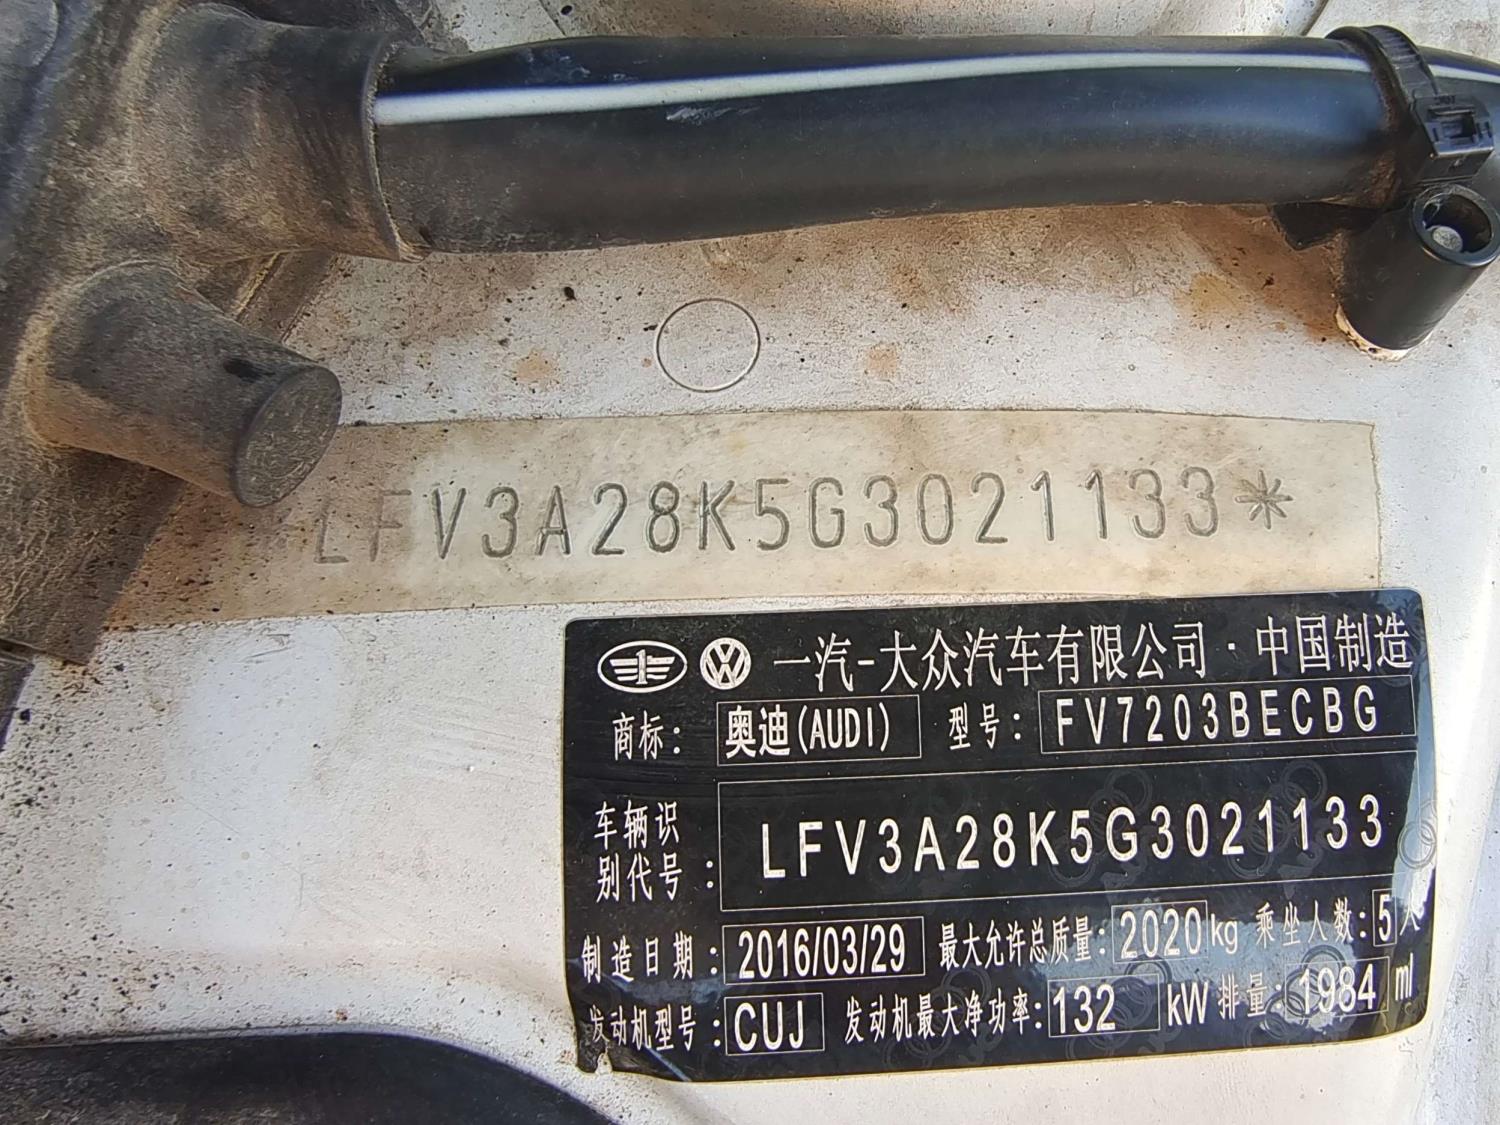 LFV3A28K5G3021133*
一汽-大众汽车有限公司·中国制造
商标: 奥迪(AUDI) 型号: FV7203BECBG
车辆识别代号: LFV3A28K5G3021133
制造日期: 2016/03/29 最大允许总质量: 2020kg 乘坐人数: 5人
发动机型号: CUJ 发动机最大净功率: 132 kW 排量: 1984 ml